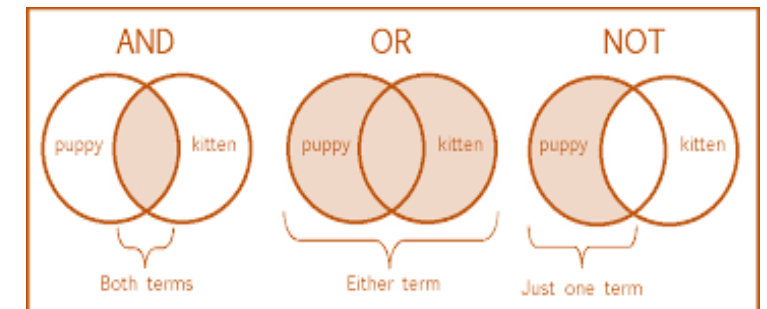 AND OR NOT
puppy kitten puppy kitten puppy kitten
Both terms Either term Just one term